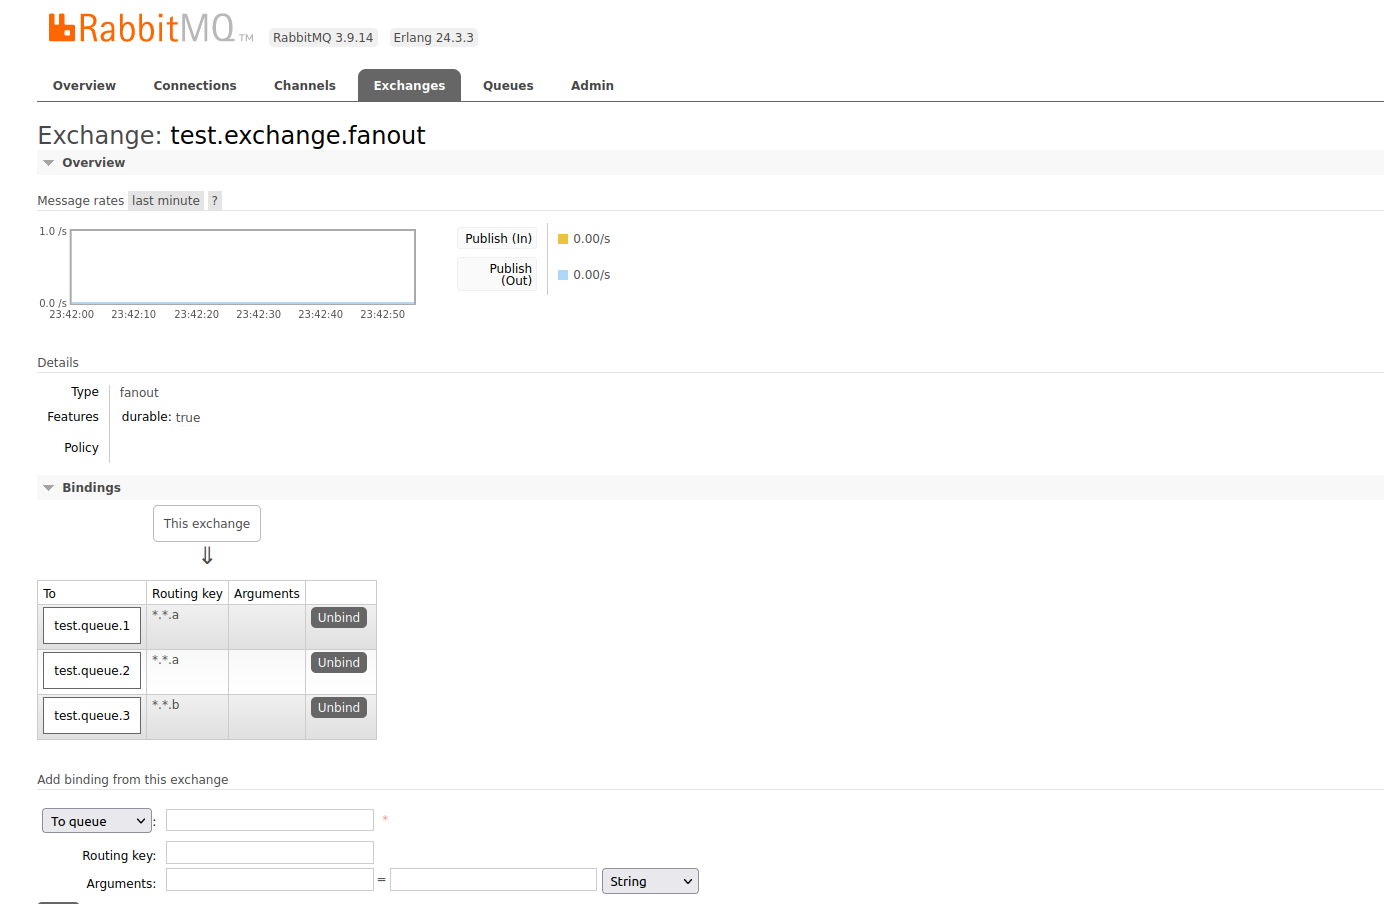 RabbitMQ TM RabbitMQ 3.9.14 Erlang 24.3.3
Overview Connections Channels Exchanges Queues Admin
Exchange: test.exchange.fanout
Overview
Message rates last minute ?
1.0 /s
0.0 /s
23:42:00 23:42:10 23:42:20 23:42:30 23:42:40 23:42:50
Publish (In) 0.00/s
Publish
(Out) 0.00/s
Details
Type fanout
Features durable: true
Policy
Bindings
This exchange
⇓
To Routing key Arguments
test.queue.1 *.*.a Unbind
test.queue.2 *.*.a Unbind
test.queue.3 *.*.b Unbind
Add binding from this exchange
To queue : *
Routing key:
Arguments: = String